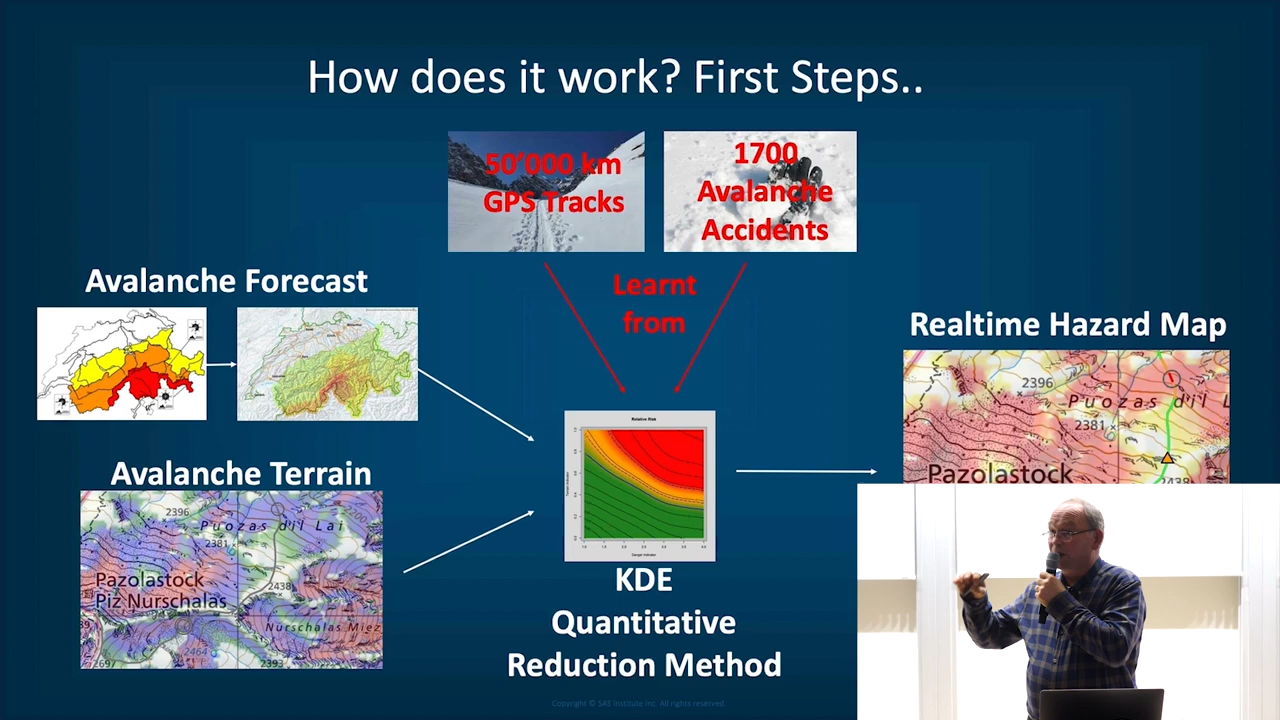 How does it work? First Steps..
50'000 km
GPS Tracks
1700
Avalanche
Accidents
Learnt
from
Avalanche Forecast
Realtime Hazard Map
2396
Puozas dil L
2381
Pazolastock
2438
Avalanche Terrain
2396
Puozas dil Lai
2381
Pazolastock
2438
Piz Nurschalas
Nurschalas Miez
2464
2697
2393
Relative Risk
KDE
Quantitative
Reduction Method
Copyright © SAS Institute Inc. All rights reserved.